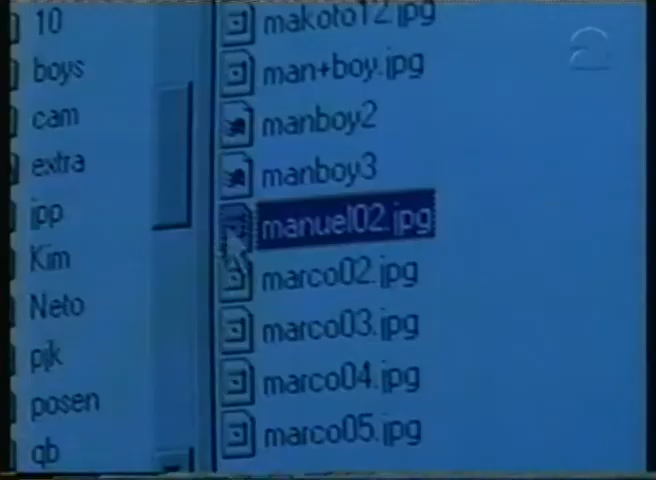 10
boys
cam
extra
jpp
Kim
Neto
pjk
posen
qb
makoto12.jpg
man+boy.jpg
manboy2
manboy3
manuel02.jpg
marco02.jpg
marco03.jpg
marco04.jpg
marco05.jpg
2